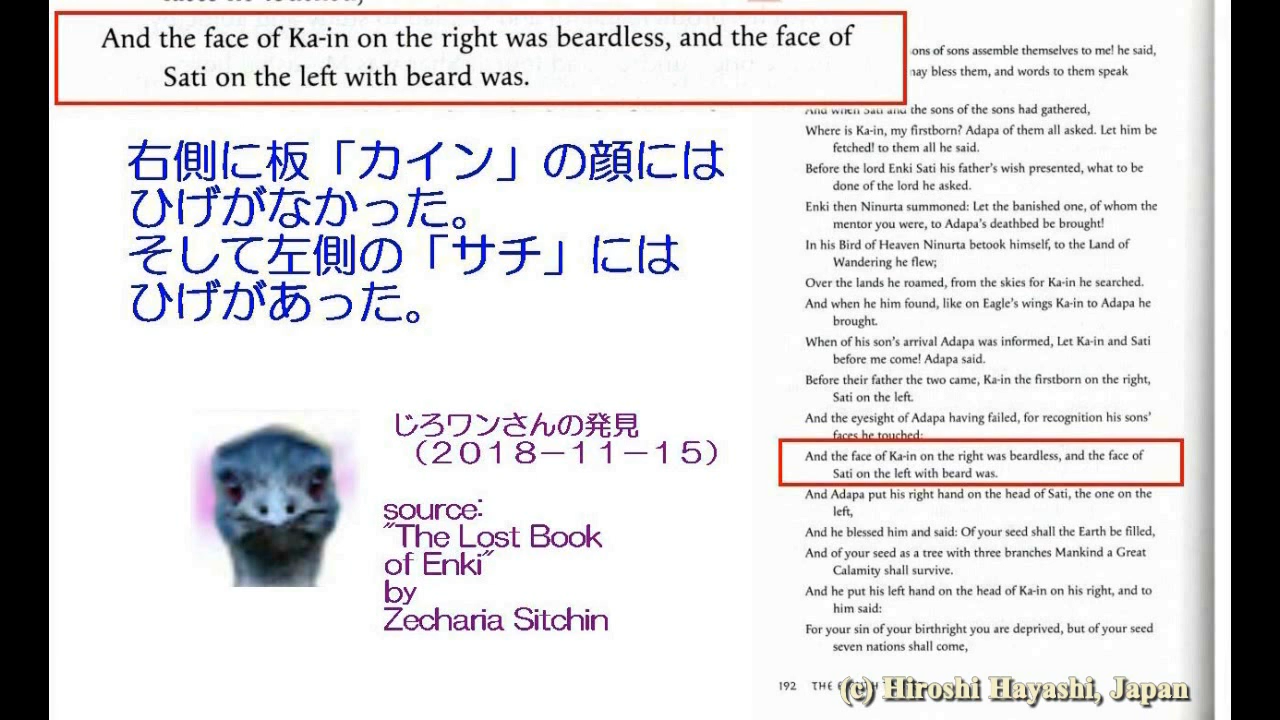 And the face of Ka-in on the right was beardless, and the face of
Sati on the left with beard was.
右側に板「カイン」の顔には
ひげがなかった。
そして左側の「サチ」には
ひげがあった。
じろワンさんの発見
（２０１８－１１－１５）
source:
"The Lost Book
of Enki"
by
Zecharia Sitchin
ons of sons assemble themselves to me! he said,
may bless them, and words to them speak
And when Sati and the sons of the sons had gathered,
Where is Ka-in, my firstborn? Adapa of them all asked. Let him be
fetched! to them all he said.
Before the lord Enki Sati his father's wish presented, what to be
done of the lord he asked.
Enki then Ninurta summoned: Let the banished one, of whom the
mentor you were, to Adapa's deathbed be brought!
In his Bird of Heaven Ninurta betook himself, to the Land of
Wandering he flew;
Over the lands he roamed, from the skies for Ka-in he searched.
And when he him found, like on Eagle's wings Ka-in to Adapa he
brought.
When of his son's arrival Adapa was informed, Let Ka-in and Sati
before me come! Adapa said.
Before their father the two came, Ka-in the firstborn on the right,
Sati on the left.
And the eyesight of Adapa having failed, for recognition his sons'
faces he touched;
And the face of Ka-in on the right was beardless, and the face of
Sati on the left with beard was.
And Adapa put his right hand on the head of Sati, the one on the
left,
And he blessed him and said: Of your seed shall the Earth be filled,
And of your seed as a tree with three branches Mankind a Great
Calamity shall survive.
And he put his left hand on the head of Ka-in on his right, and to
him said:
For your sin of your birthright you are deprived, but of your seed
seven nations shall come,
192 THE
(c) Hiroshi Hayashi, Japan